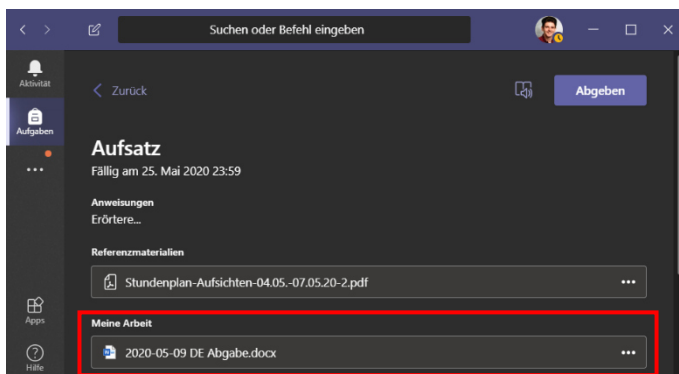 Suchen oder Befehl eingeben
Aktivität
Zurück
Abgeben
Aufgaben
Aufsatz
Fällig am 25. Mai 2020 23:59
Anweisungen
Erörtere...
Referenzmaterialien
Stundenplan-Aufsichten-04.05.-07.05.20-2.pdf
Apps
Meine Arbeit
2020-05-09 DE Abgabe.docx
Hilfe